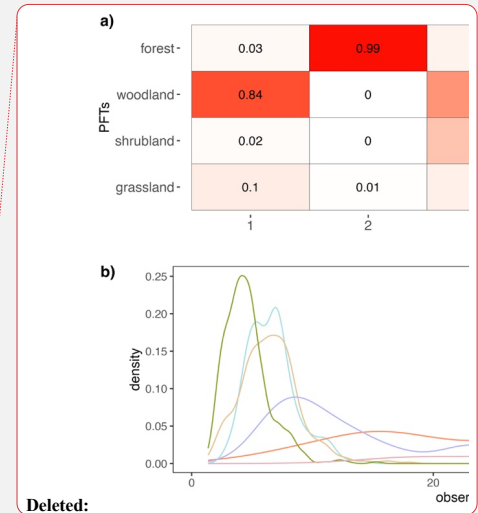 a)
forest
0.03
0.99
woodland
0.84
0
PFTs
shrubland
0.02
0
grassland
0.1
0.01
1
2
b)
0.25
0.20
0.15
density
0.10
0.05
0.00
0
20
obser
Deleted: